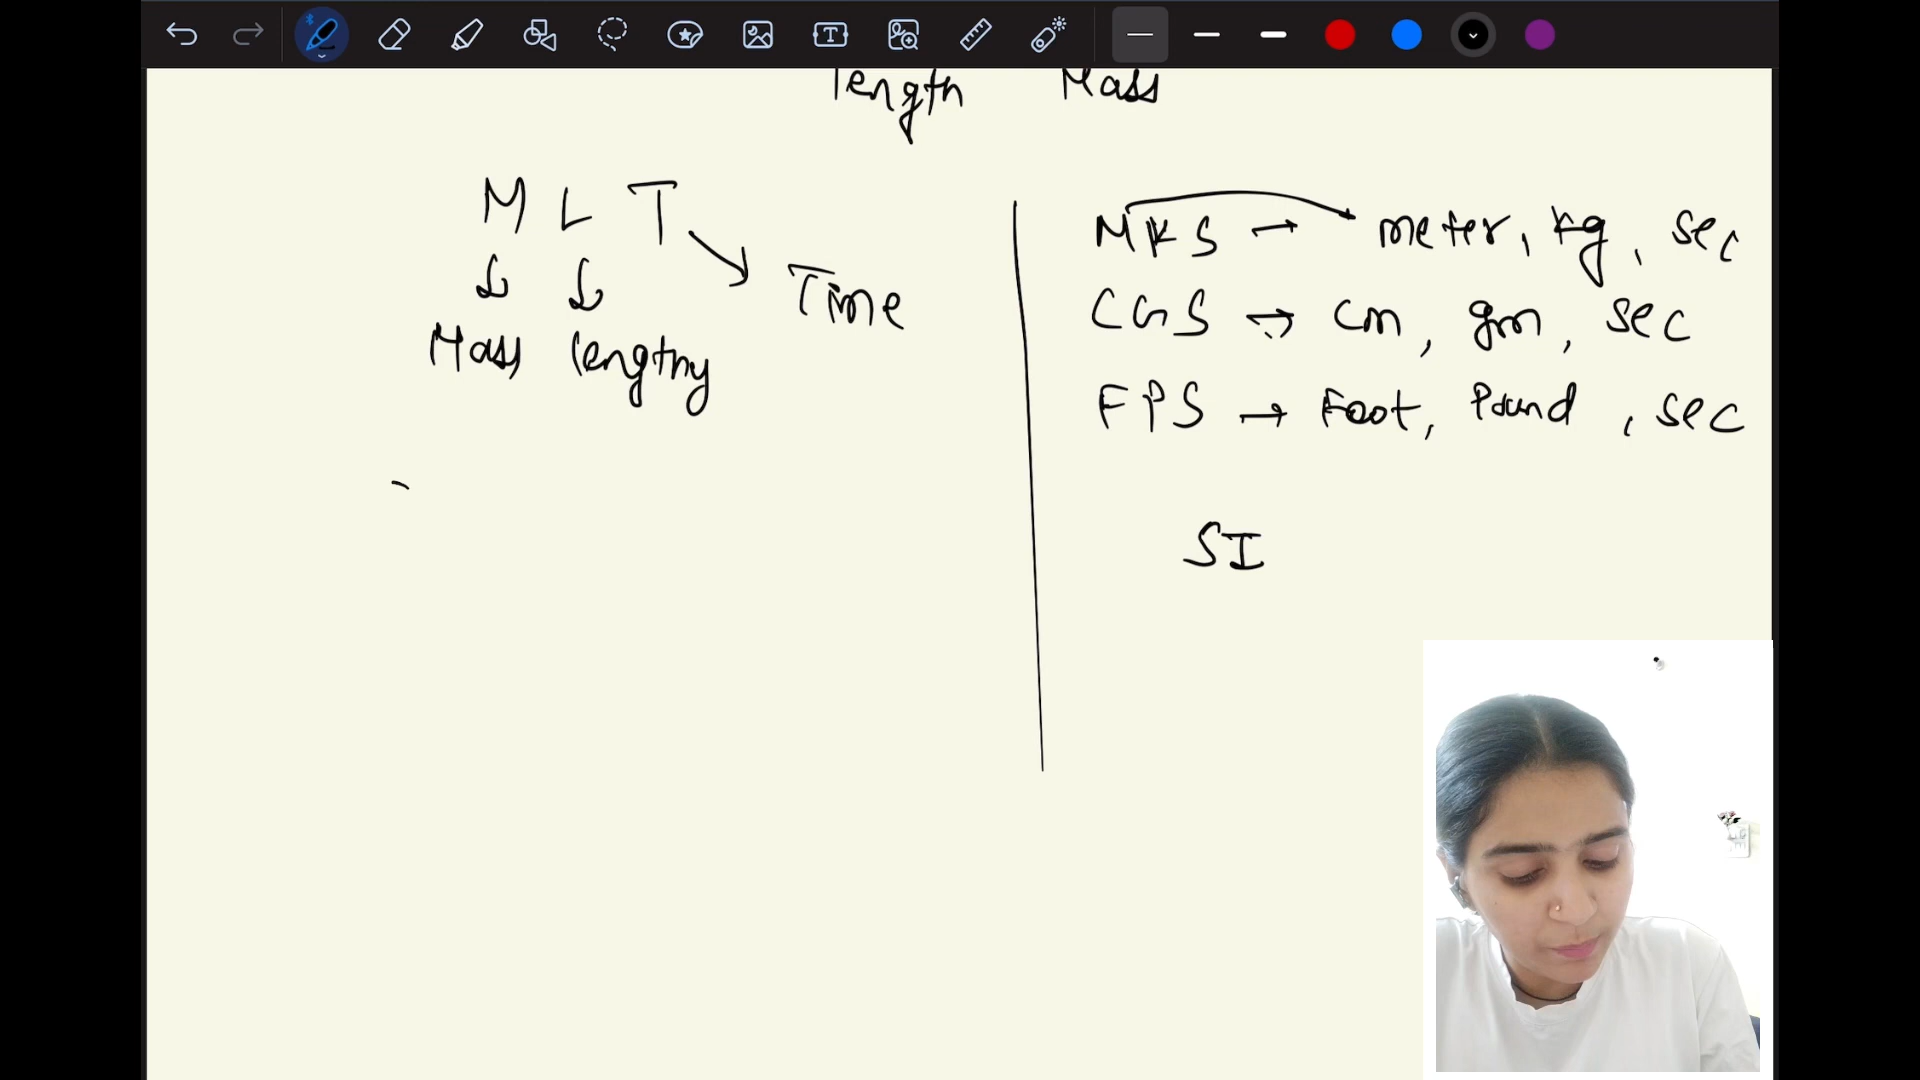 length Mass
M L T
Time
Mass lengthy
MKS → meter, kg, sec
CGS → cm, gm, sec
FPS → Foot, Pound, sec
SI